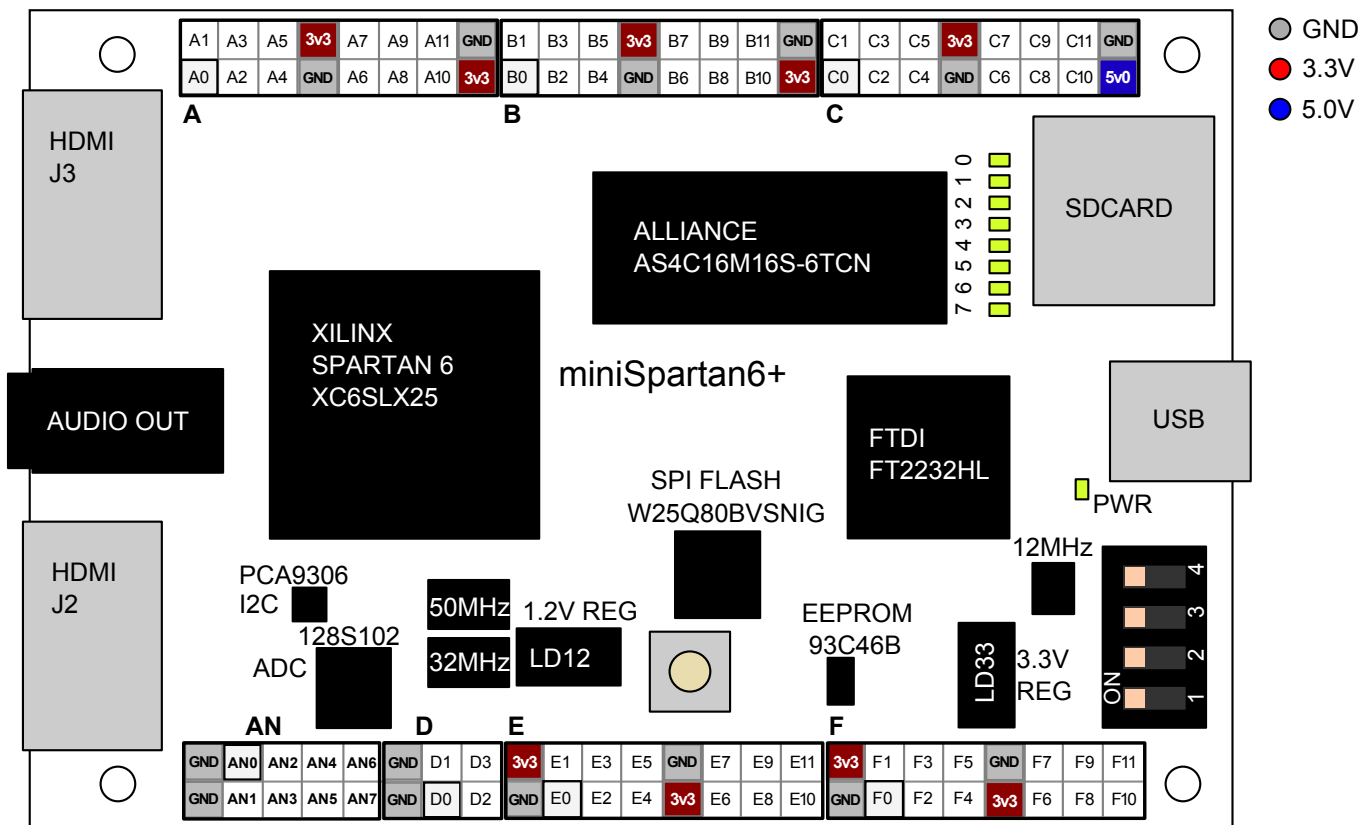 A1 A3 A5 3v3 A7 A9 A11 GND B1 B3 B5 3v3 B7 B9 B11 GND C1 C3 C5 3v3 C7 C9 C11 GND
A0 A2 A4 GND A6 A8 A10 3v3 B0 B2 B4 GND B6 B8 B10 3v3 C0 C2 C4 GND C6 C8 C10 5v0
A B C
GND
3.3V
5.0V
HDMI
J3
ALLIANCE
AS4C16M16S-6TCN
0
1
2
3
4
5
6
7
SDCARD
XILINX
SPARTAN 6
XC6SLX25
miniSpartan6+
AUDIO OUT
FTDI
FT2232HL
USB
PWR
SPI FLASH
W25Q80BVSNIG
12MHz
HDMI
J2
PCA9306
I2C
128S102
ADC
50MHz
32MHz
1.2V REG
LD12
EEPROM
93C46B
LD33
3.3V
REG
4
3
2
1
ON
AN D E F
GND AN0 AN2 AN4 AN6 GND D1 D3 3v3 E1 E3 E5 GND E7 E9 E11 3v3 F1 F3 F5 GND F7 F9 F11
GND AN1 AN3 AN5 AN7 GND D0 D2 GND E0 E2 E4 3v3 E6 E8 E10 GND F0 F2 F4 3v3 F6 F8 F10